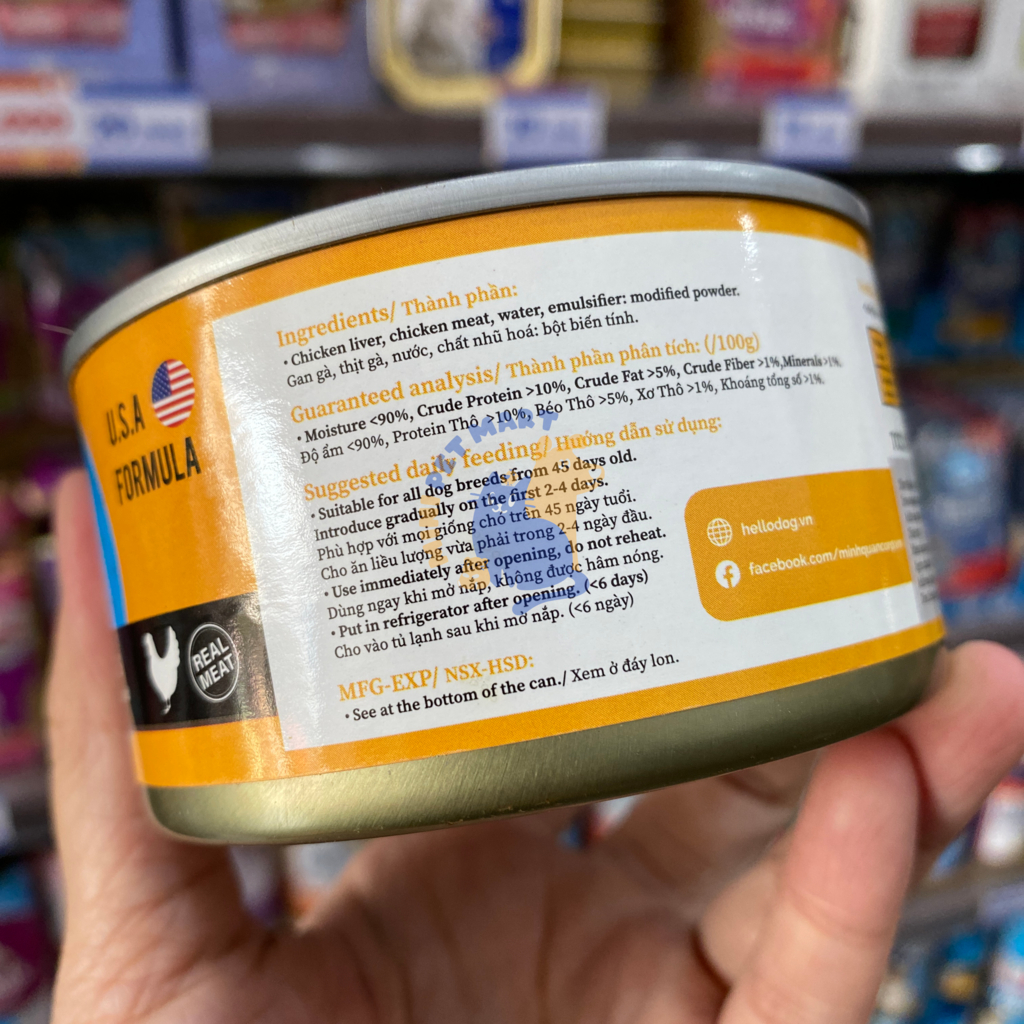 U.S.A
FORMULA
REAL
MEAT
Ingredients/ Thành phần:
• Chicken liver, chicken meat, water, emulsifier: modified powder.
Gan gà, thịt gà, nước, chất nhũ hoá: bột biến tính.
Guaranteed analysis/ Thành phần phân tích: (/100g)
• Moisture <90%, Crude Protein >10%, Crude Fat >5%, Crude Fiber >1%,Minerals >1%.
Độ ẩm <90%, Protein Thô >10%, Béo Thô >5%, Xơ Thô >1%, Khoáng tổng số >1%.
Suggested daily feeding/ Hướng dẫn sử dụng:
• Suitable for all dog breeds from 45 days old.
Introduce gradually on the first 2-4 days.
Phù hợp với mọi giống chó trên 45 ngày tuổi.
Cho ăn liều lượng vừa phải trong 2-4 ngày đầu.
• Use immediately after opening, do not reheat.
Dùng ngay khi mở nắp, không được hâm nóng.
• Put in refrigerator after opening. (<6 days)
Cho vào tủ lạnh sau khi mở nắp. (<6 ngày)
MFG-EXP/ NSX-HSD:
• See at the bottom of the can./ Xem ở đáy lon.
hellodog.vn
PET MART